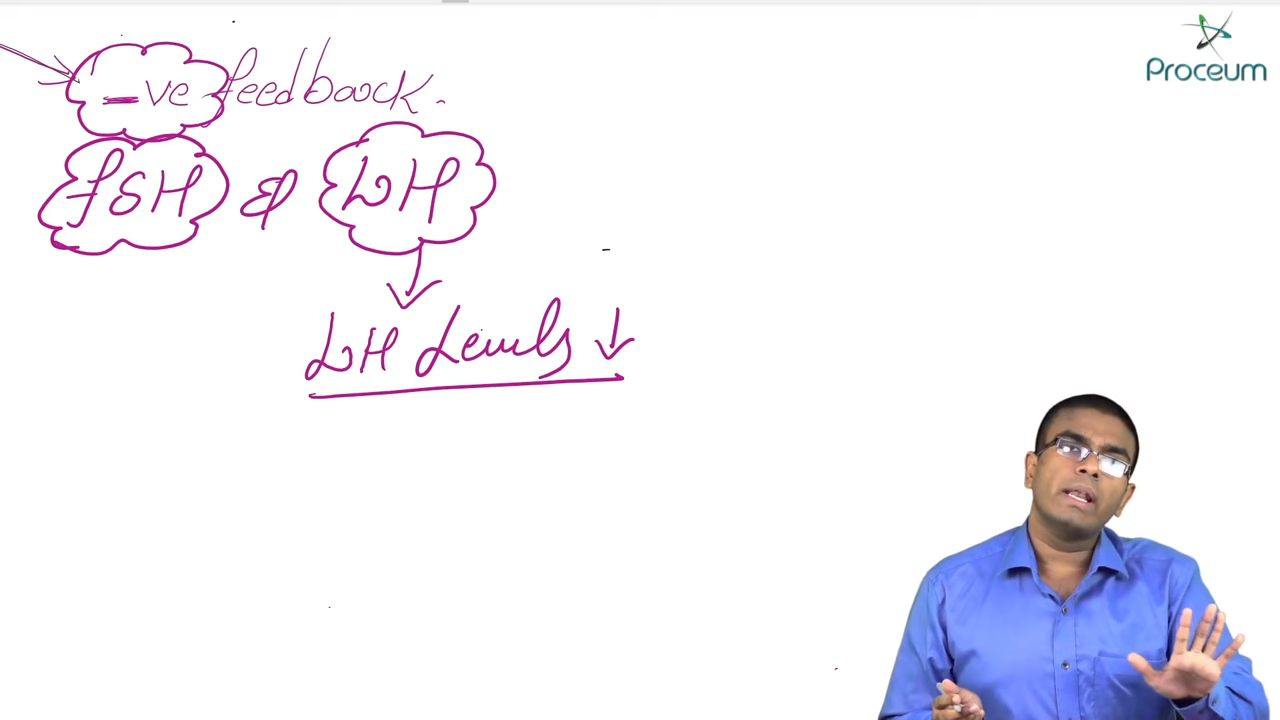 Proceum
-ve feedback.
FSH & LH
LH Levels ↓